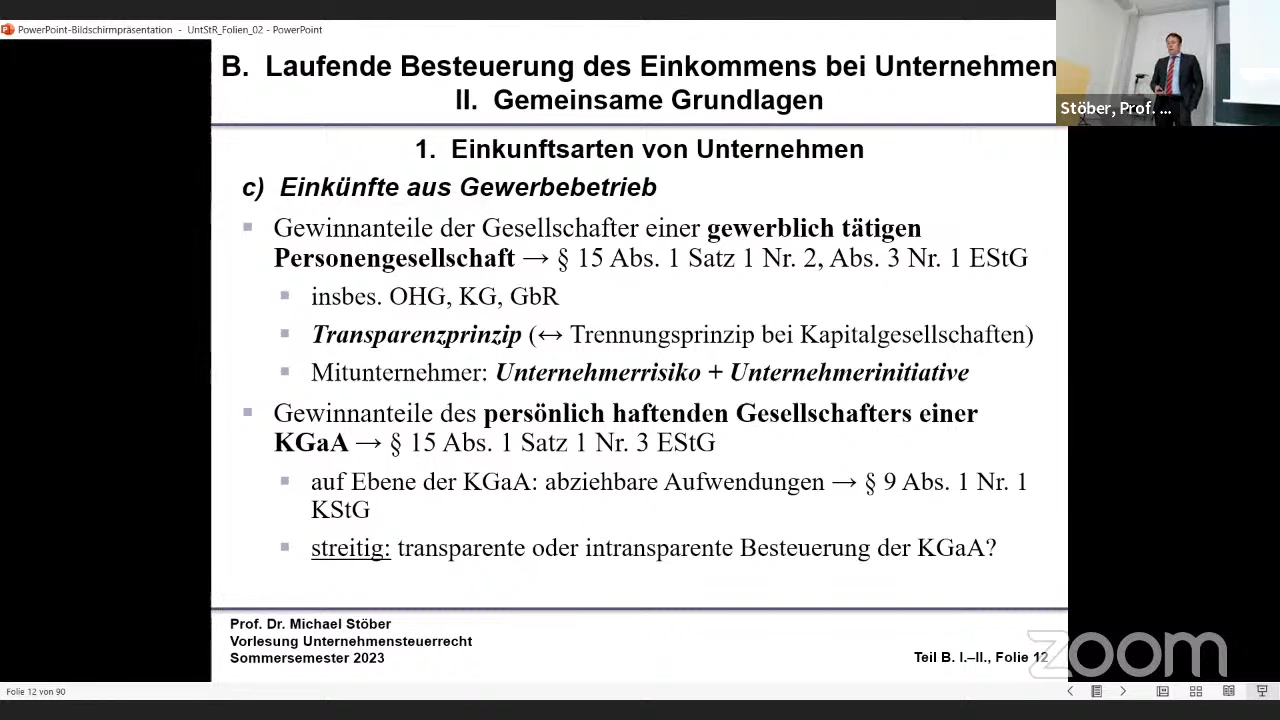 PowerPoint-Bildschirmpräsentation - UntStR_Folien_02 - PowerPoint
B. Laufende Besteuerung des Einkommens bei Unternehmen
II. Gemeinsame Grundlagen
Stöber, Prof. ...
1. Einkunftsarten von Unternehmen
c) Einkünfte aus Gewerbebetrieb
Gewinnanteile der Gesellschafter einer gewerblich tätigen
Personengesellschaft → § 15 Abs. 1 Satz 1 Nr. 2, Abs. 3 Nr. 1 EStG
insbes. OHG, KG, GbR
Transparenzprinzip (↔ Trennungsprinzip bei Kapitalgesellschaften)
Mitunternehmer: Unternehmerrisiko + Unternehmerinitiative
Gewinnanteile des persönlich haftenden Gesellschafters einer
KGaA → § 15 Abs. 1 Satz 1 Nr. 3 EStG
auf Ebene der KGaA: abziehbare Aufwendungen → § 9 Abs. 1 Nr. 1
KStG
streitig: transparente oder intransparente Besteuerung der KGaA?
Prof. Dr. Michael Stöber
Vorlesung Unternehmensteuerrecht
Sommersemester 2023
Teil B. I.–II., Folie 12
zoom
Folie 12 von 90